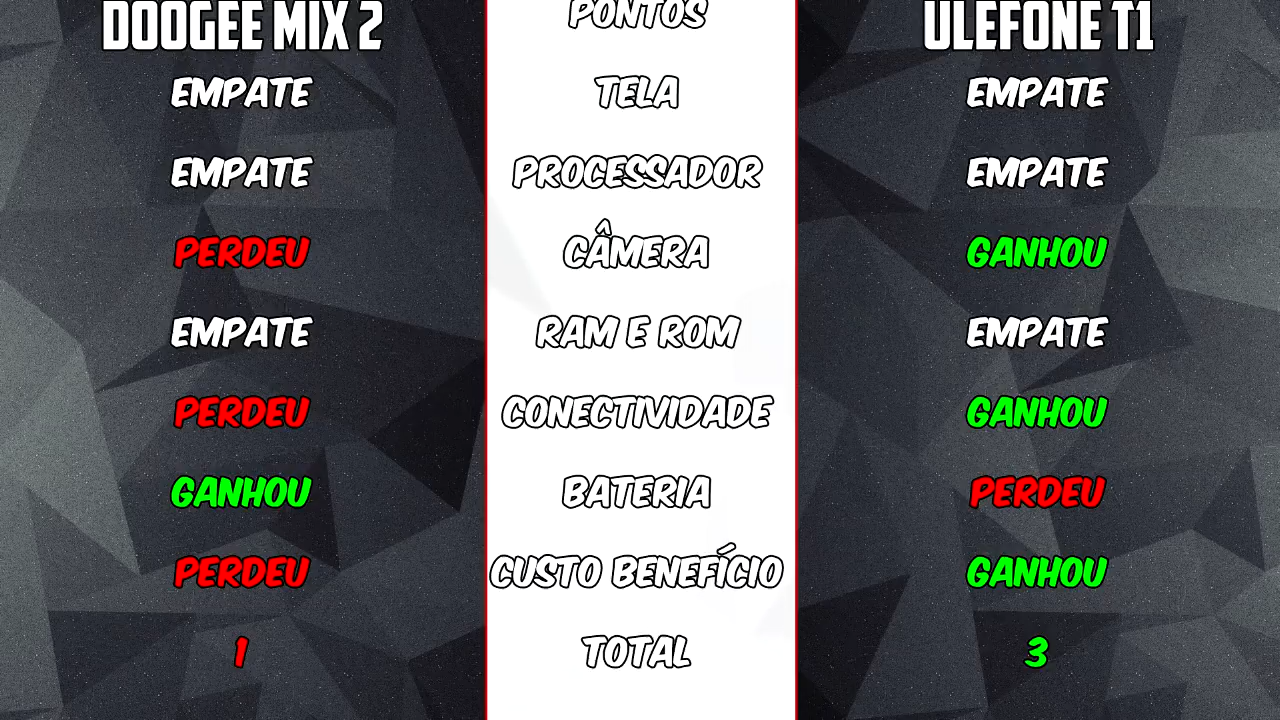 DOOGEE MIX 2 PONTOS ULEFONE T1
EMPATE TELA EMPATE
EMPATE PROCESSADOR EMPATE
PERDEU CÂMERA GANHOU
EMPATE RAM E ROM EMPATE
PERDEU CONECTIVIDADE GANHOU
GANHOU BATERIA PERDEU
PERDEU CUSTO BENEFÍCIO GANHOU
1 TOTAL 3